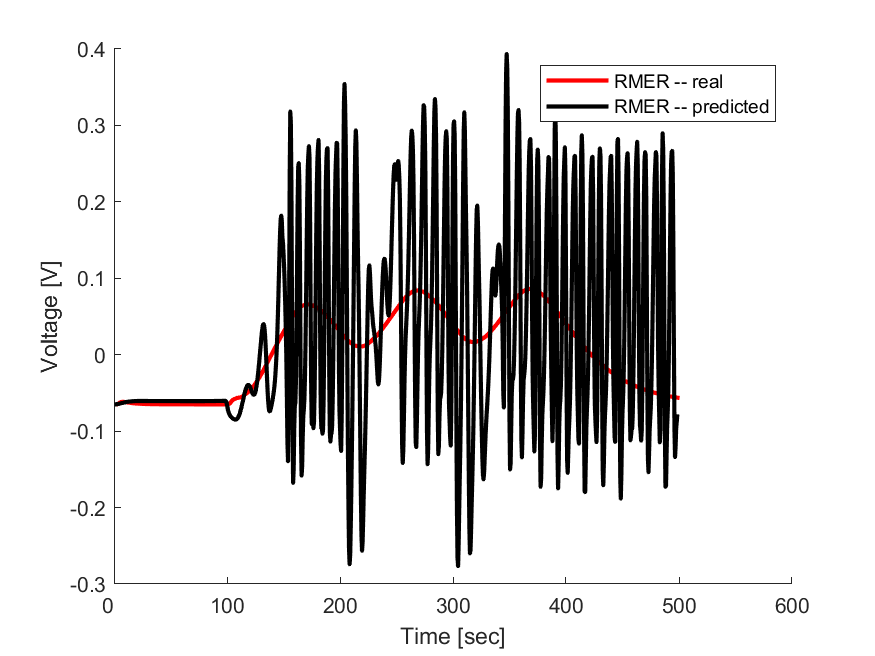 0.4
0.3
0.2
0.1
0
-0.1
-0.2
-0.3
Voltage [V]
RMER -- real
RMER -- predicted
0 100 200 300 400 500 600
Time [sec]